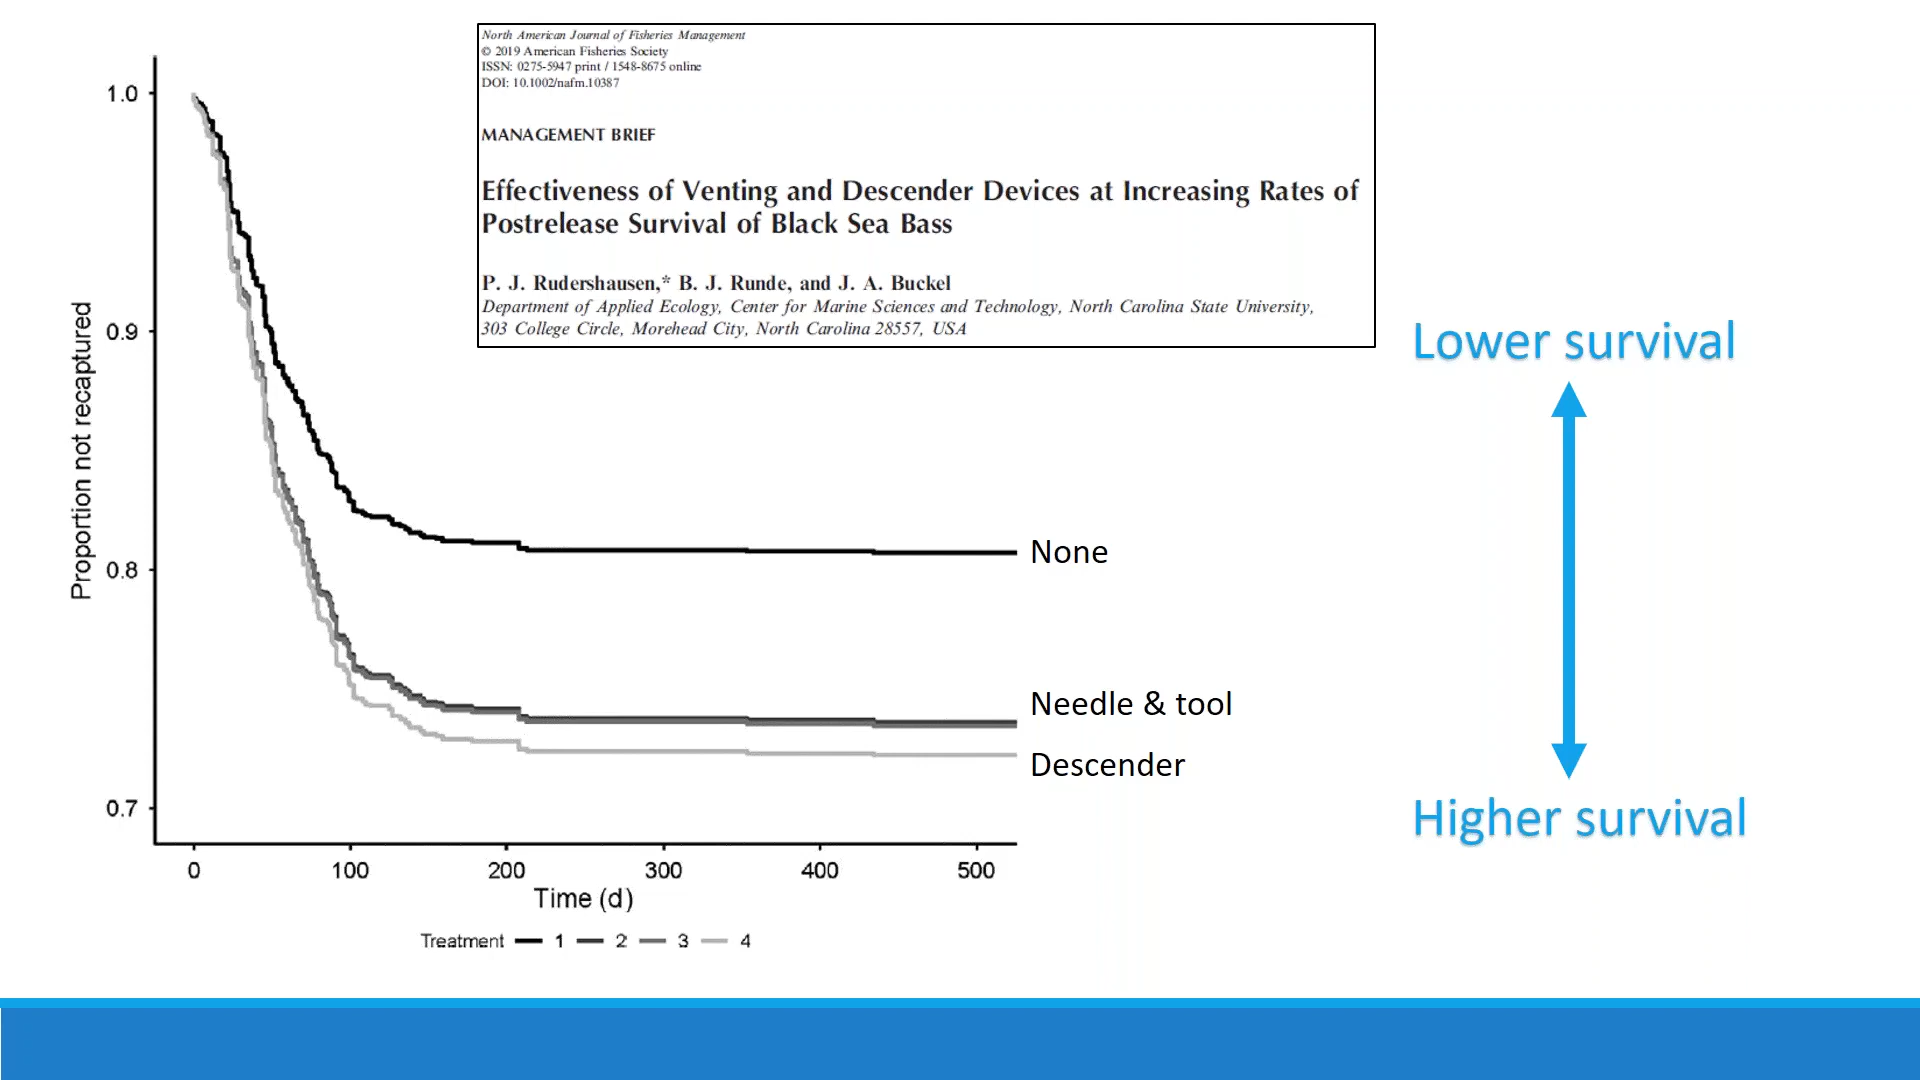 North American Journal of Fisheries Management
© 2019 American Fisheries Society
ISSN: 0275-5947 print / 1548-8675 online
DOI: 10.1002/nafm.10387
MANAGEMENT BRIEF
Effectiveness of Venting and Descender Devices at Increasing Rates of
Postrelease Survival of Black Sea Bass
P. J. Rudershausen,* B. J. Runde, and J. A. Buckel
Department of Applied Ecology, Center for Marine Sciences and Technology, North Carolina State University,
303 College Circle, Morehead City, North Carolina 28557, USA
Proportion not recaptured
1.0
0.9
0.8
0.7
None
Needle & tool
Descender
0 100 200 300 400 500
Time (d)
Treatment 1 2 3 4
Lower survival
Higher survival